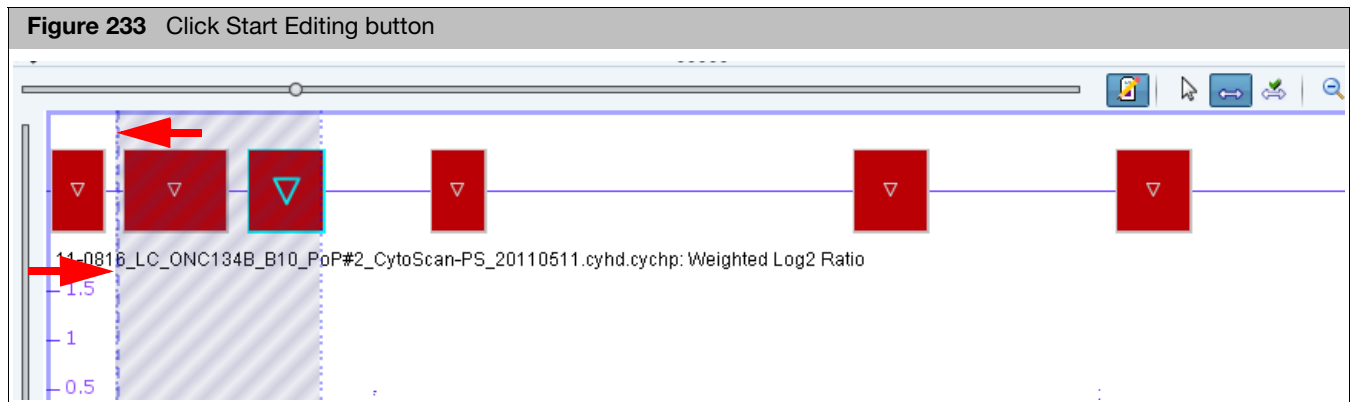 Figure 233 Click Start Editing button
11-0816_LC_ONC134B_B10_PoP#2_CytoScan-PS_20110511.cyhd.cychp: Weighted Log2 Ratio
1.5
1
0.5